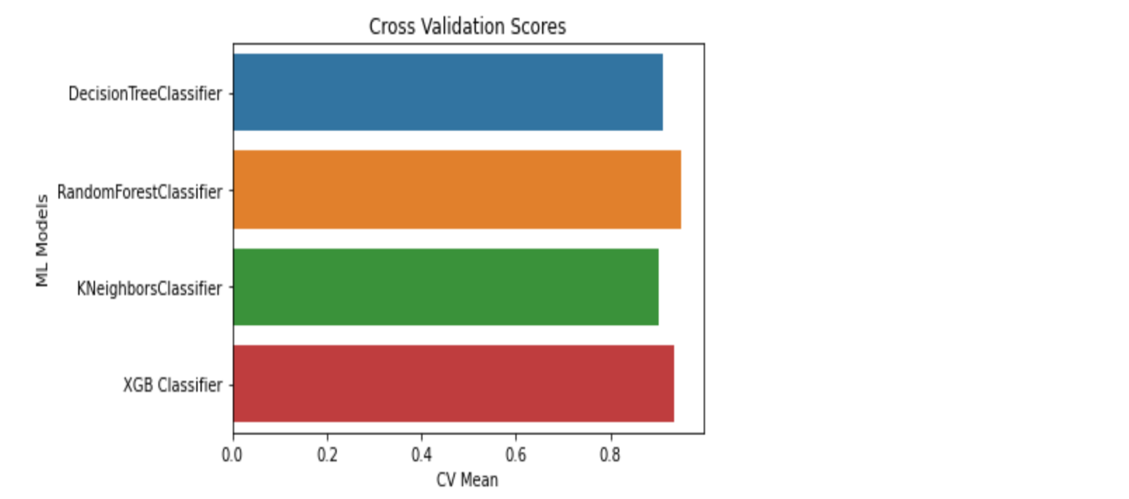 Cross Validation Scores
DecisionTreeClassifier
RandomForestClassifier
KNeighborsClassifier
XGB Classifier
ML Models
0.0 0.2 0.4 0.6 0.8
CV Mean